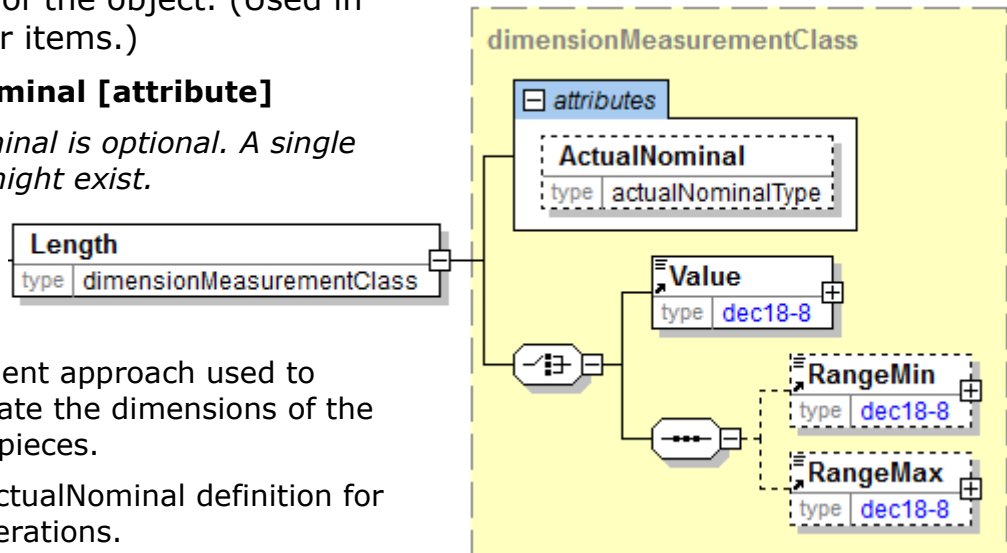 or the object. (Used in
r items.)
minal [attribute]
inal is optional. A single
might exist.
Length
type dimensionMeasurementClass
ent approach used to
ate the dimensions of the
pieces.
ctualNominal definition for
erations.
dimensionMeasurementClass
attributes
ActualNominal
type actualNominalType
Value
type dec18-8
RangeMin
type dec18-8
RangeMax
type dec18-8